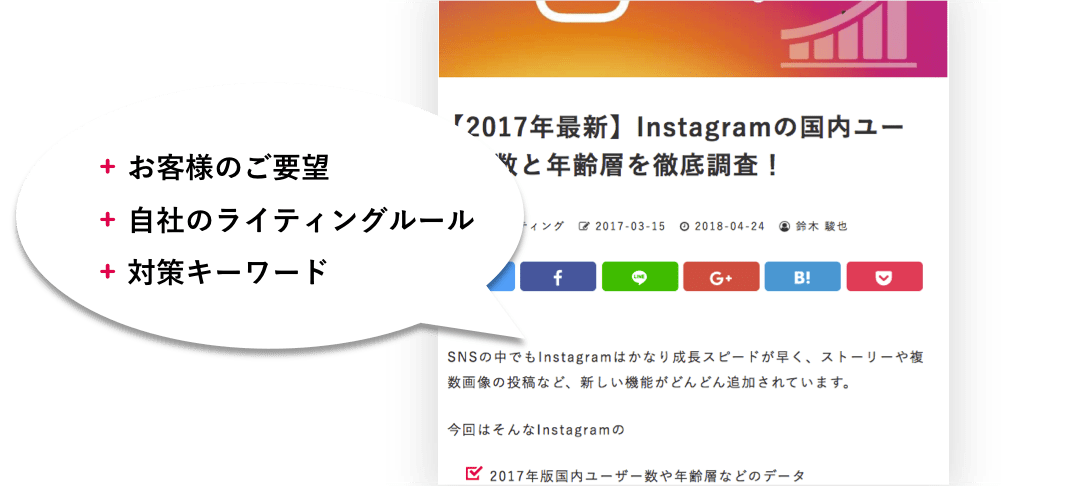 + お客様のご要望
+ 自社のライティングルール
+ 対策キーワード
【2017年最新】Instagramの国内ユー
数と年齢層を徹底調査！
ティング 2017-03-15 2018-04-24 鈴木 駿也
f LINE G+ B!
SNSの中でもInstagramはかなり成長スピードが早く、ストーリーや複
数画像の投稿など、新しい機能がどんどん追加されています。
今回はそんなInstagramの
2017年版国内ユーザー数や年齢層などのデータ